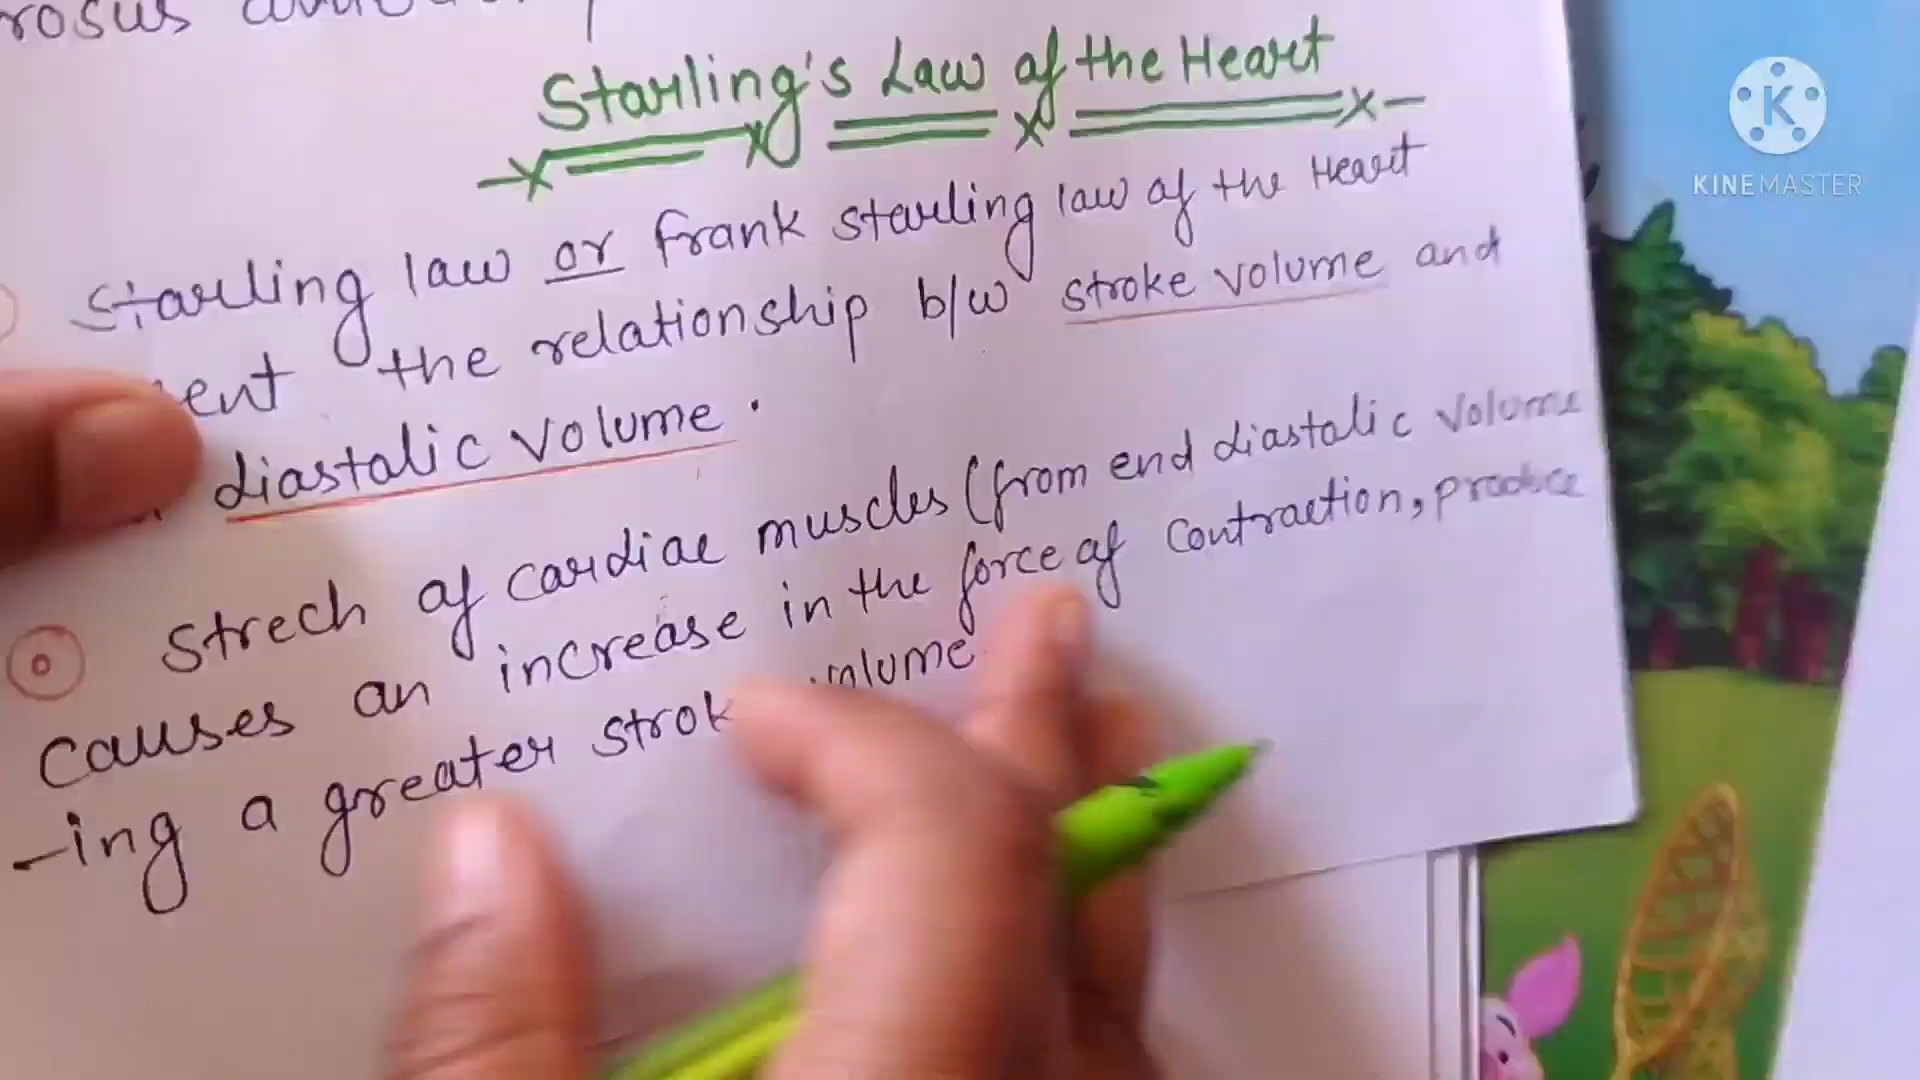 Starling's Law of the Heart
KINEMASTER
Starling law or Frank starling law of the Heart
the relationship b/w stroke volume and
diastalic volume.
Strech of cardiac muscles (from end diastalic volume
causes an increase in the force of contraction, produce
-ing a greater volume